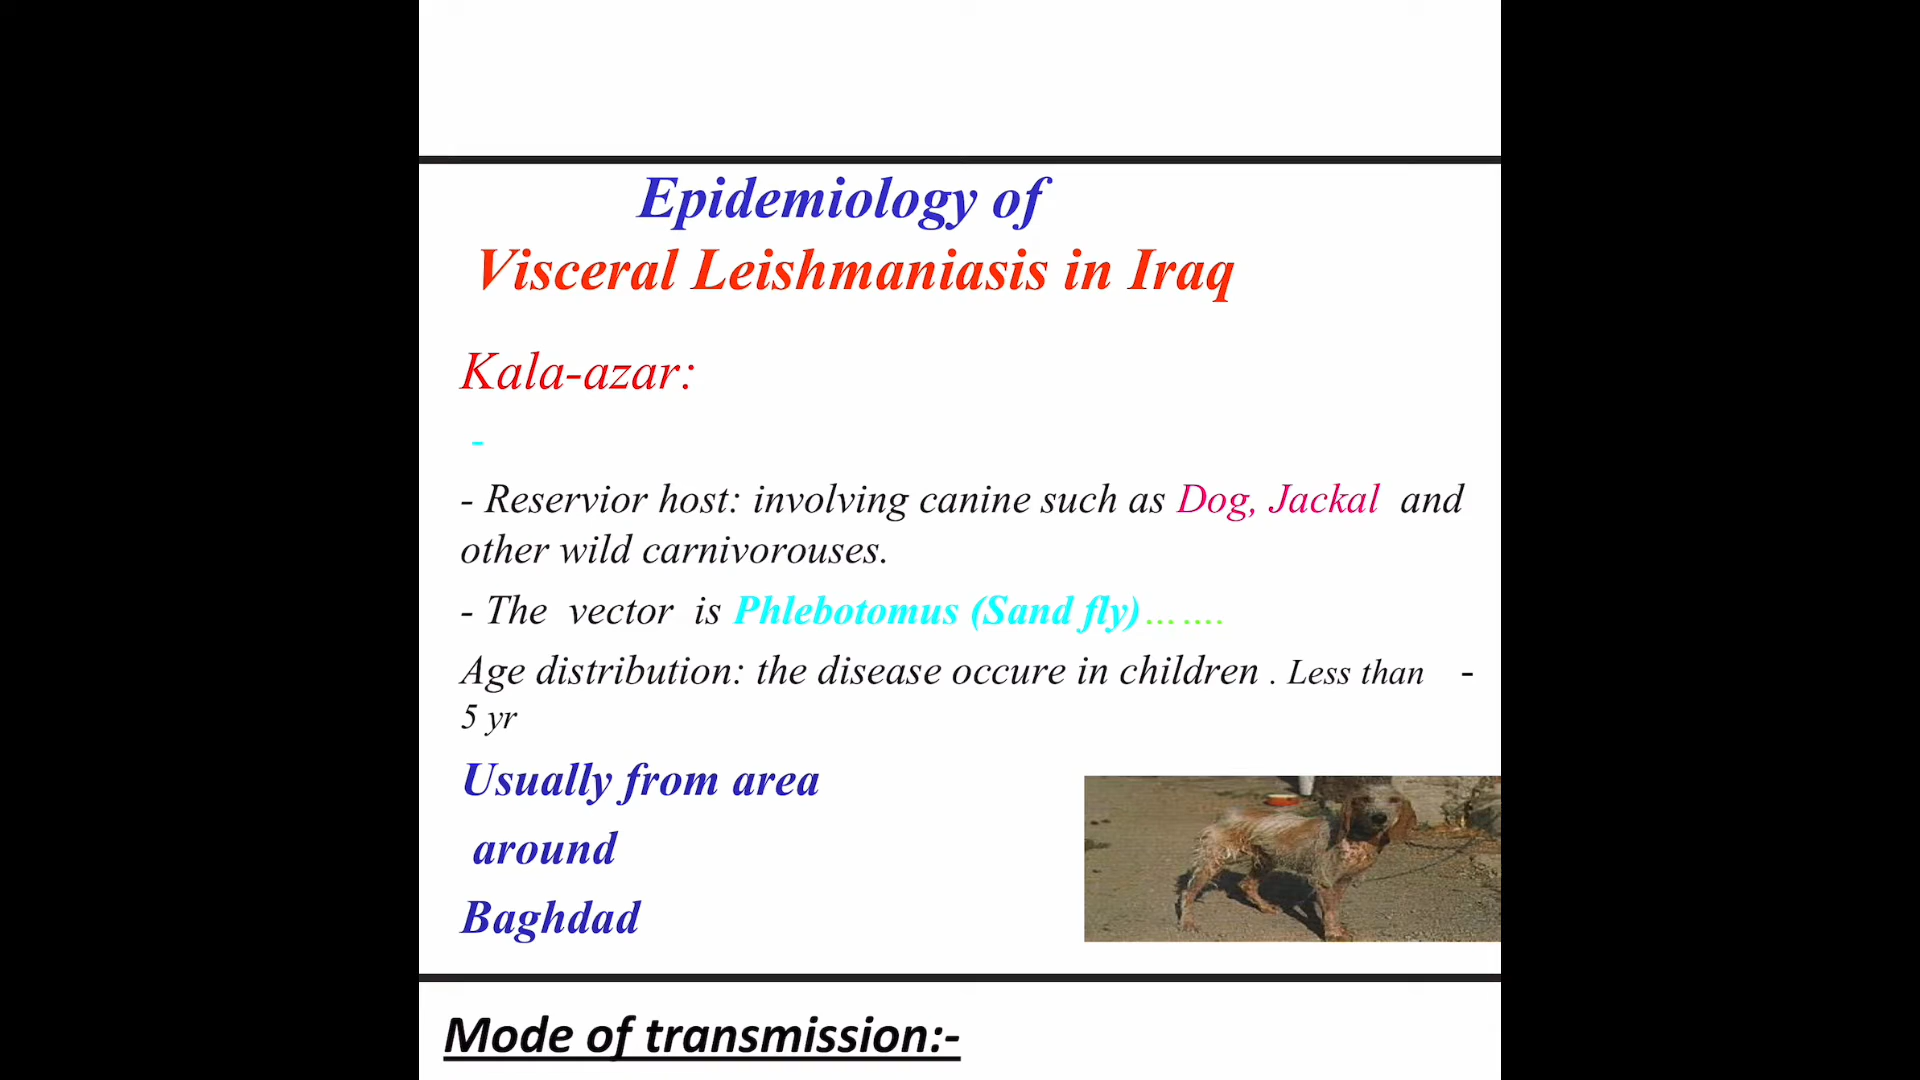 Epidemiology of
Visceral Leishmaniasis in Iraq
Kala-azar:
-
- Reservior host: involving canine such as Dog, Jackal and
other wild carnivorouses.
- The vector is Phlebotomus (Sand fly).......
Age distribution: the disease occure in children . Less than -
5 yr
Usually from area
around
Baghdad
Mode of transmission:-